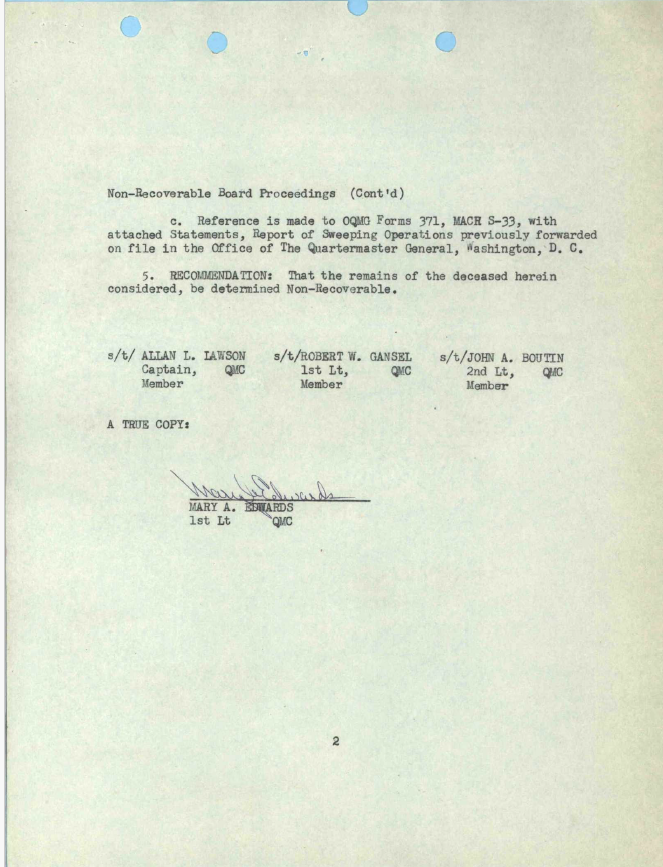 Non-Recoverable Board Proceedings (Cont'd)
c. Reference is made to OQMG Forms 371, MACR S-33, with
attached Statements, Report of Sweeping Operations previously forwarded
on file in the Office of The Quartermaster General, Washington, D. C.
5. RECOMMENDATION: That the remains of the deceased herein
considered, be determined Non-Recoverable.
s/t/ ALLAN L. LAWSON s/t/ROBERT W. GANSEL s/t/JOHN A. BOUTIN
Captain, QMC 1st Lt, QMC 2nd Lt, QMC
Member Member Member
A TRUE COPY:
Mary A Edwards
MARY A. EDWARDS
1st Lt QMC
2